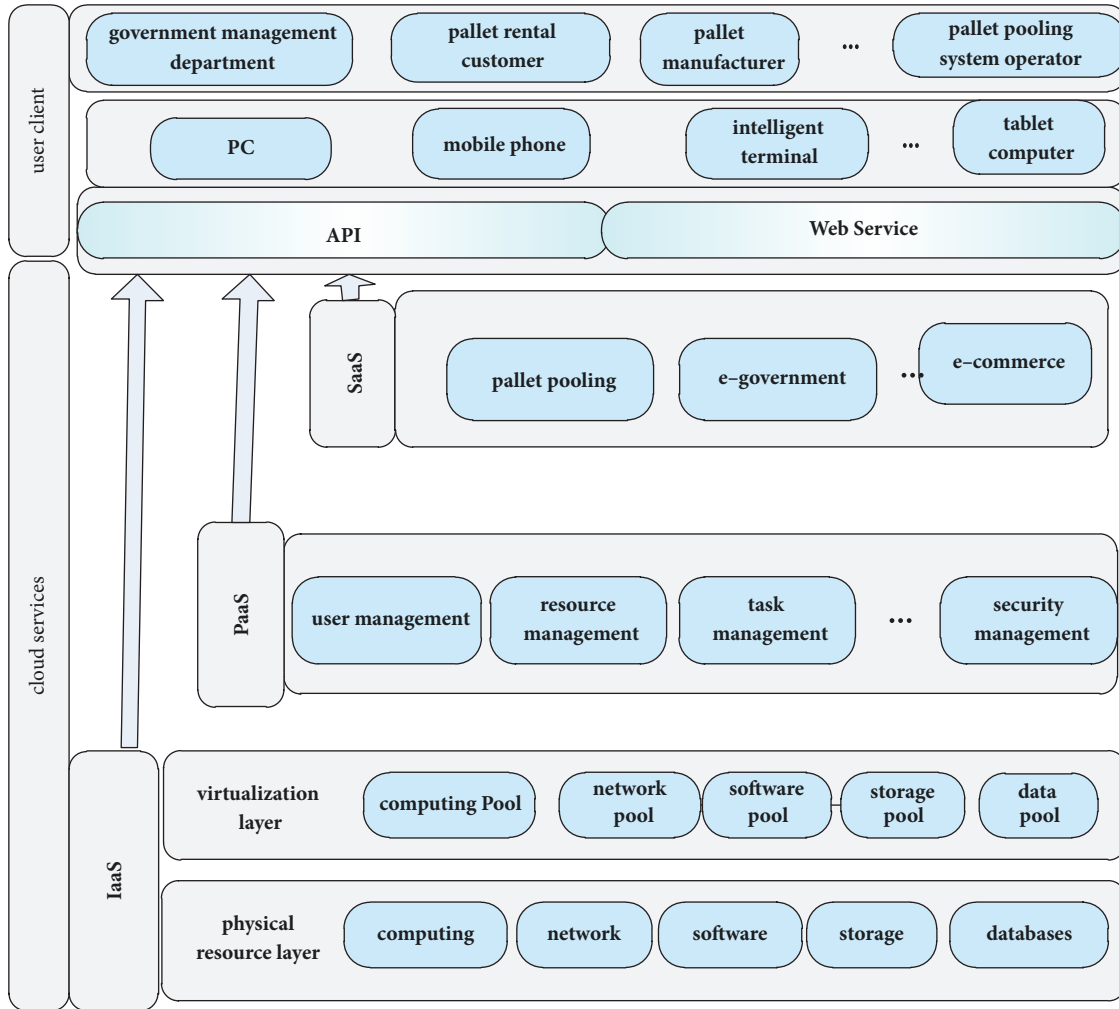 user client
government management
department
pallet rental
customer
pallet
manufacturer
...
pallet pooling
system operator
PC
mobile phone
intelligent
terminal
...
tablet
computer
API
Web Service
cloud services
SaaS
pallet pooling
e-government
...
e-commerce
PaaS
user management
resource
management
task
management
...
security
management
IaaS
virtualization
layer
computing Pool
network
pool
software
pool
storage
pool
data
pool
physical
resource layer
computing
network
software
storage
databases